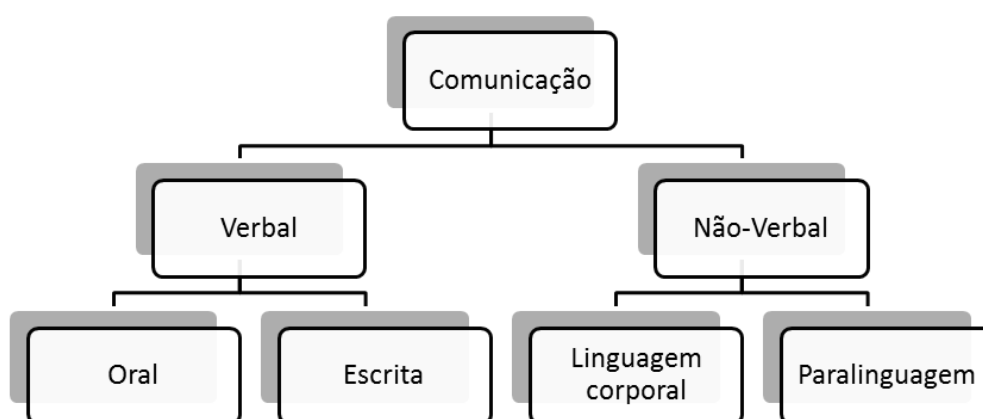 Comunicação
Verbal
Não-Verbal
Oral
Escrita
Linguagem
corporal
Paralinguagem